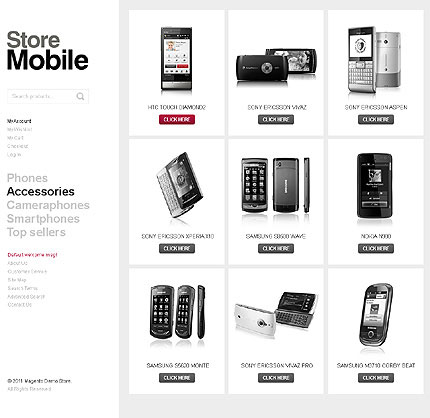 Store
Mobile
Search products...
My Account
My Wishlist
My Cart
Checkout
Log In
Phones
Accessories
Cameraphones
Smartphones
Top sellers
Default welcome msg!
About Us
Customer Service
Site Map
Search Terms
Advanced Search
Contact Us
© 2011 Magento Demo Store.
All Rights Reserved.
HTC TOUCH DIAMOND2
CLICK HERE
SONY ERICSSON VIVAZ
CLICK HERE
SONY ERICSSON ASPEN
CLICK HERE
SONY ERICSSON XPERIA X10
CLICK HERE
SAMSUNG S8500 WAVE
CLICK HERE
NOKIA N900
CLICK HERE
SAMSUNG S5620 MONTE
CLICK HERE
SONY ERICSSON VIVAZ PRO
CLICK HERE
SAMSUNG M3710 CORBY BEAT
CLICK HERE